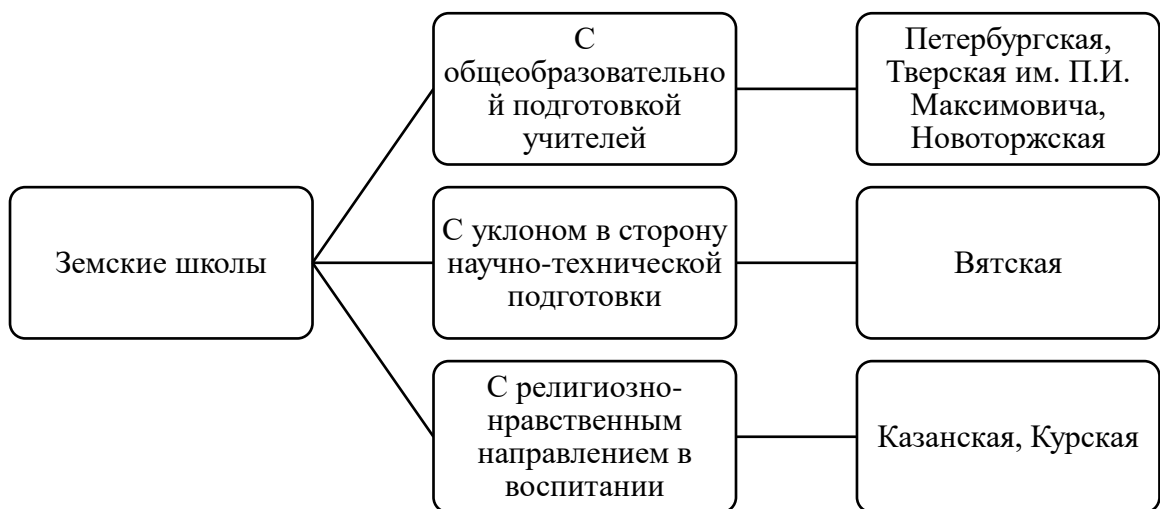 Земские школы
С
общеобразовательно
й подготовкой
учителей
Петербургская,
Тверская им. П.И.
Максимовича,
Новоторжская
С уклоном в сторону
научно-технической
подготовки
Вятская
С религиозно-
нравственным
направлением в
воспитании
Казанская, Курская